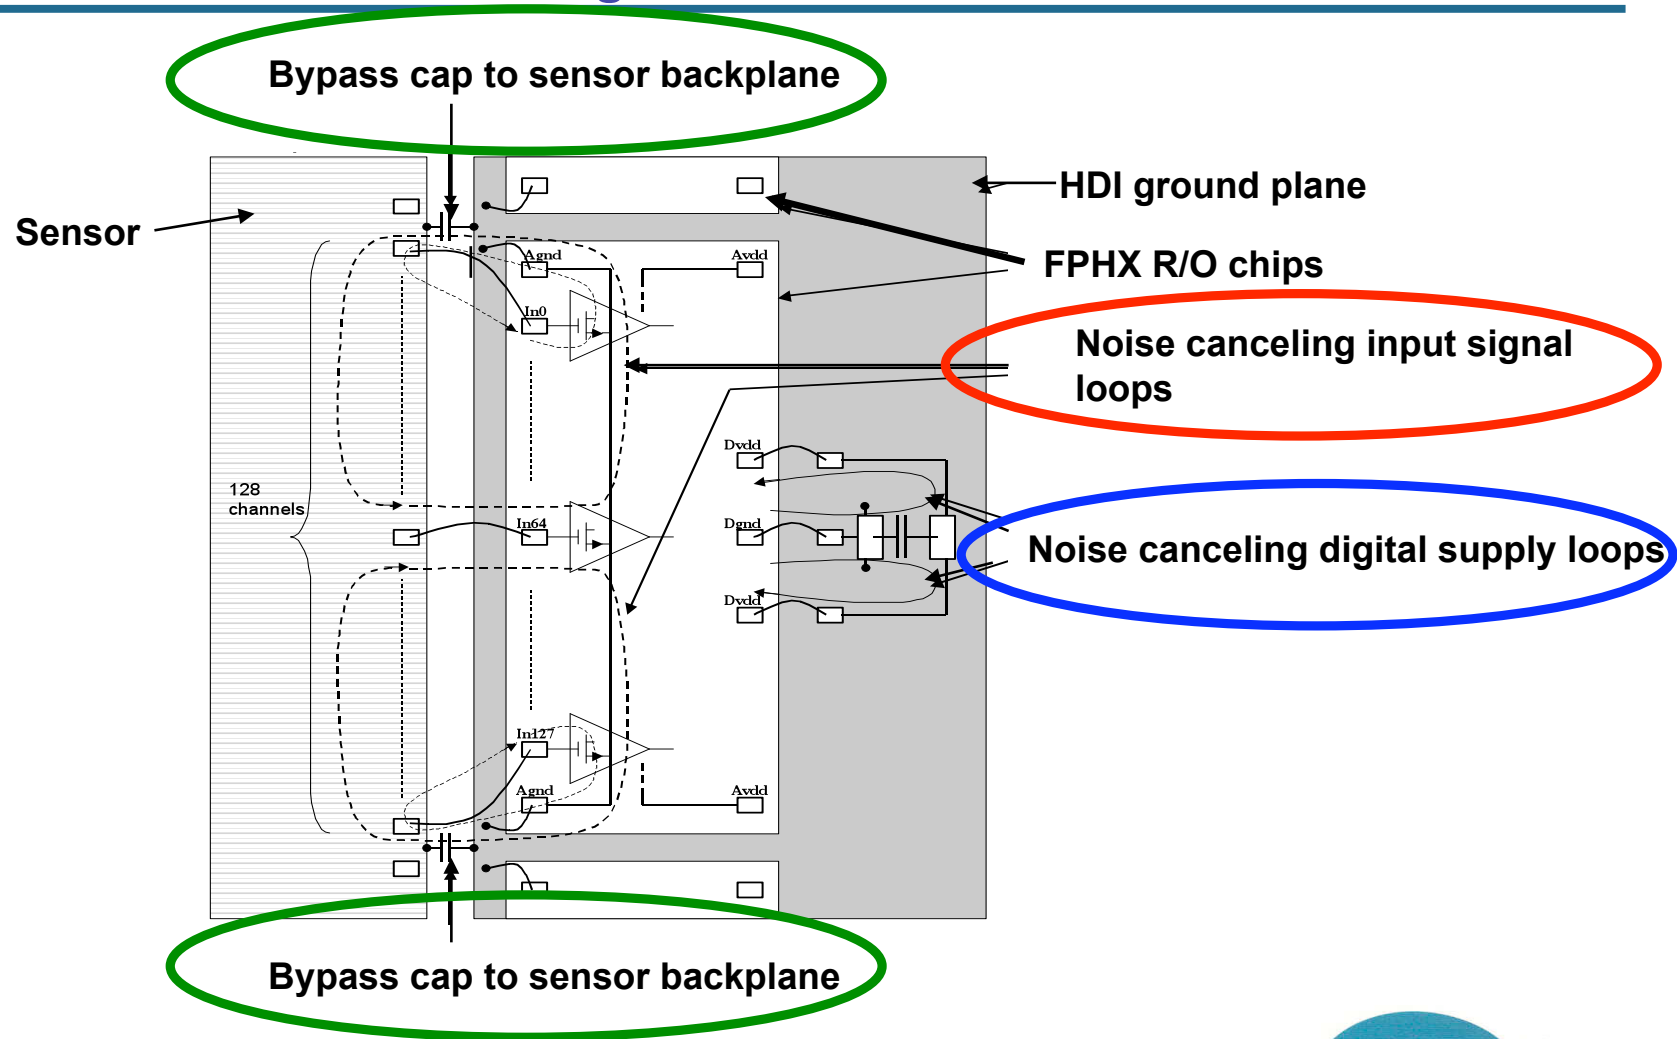 Bypass cap to sensor backplane
HDI ground plane
Sensor
FPHX R/O chips
Agnd
Avdd
In0
Noise canceling input signal
loops
Dvdd
128
channels
In64
Dgnd
Noise canceling digital supply loops
Dvdd
In127
Agnd
Avdd
Bypass cap to sensor backplane